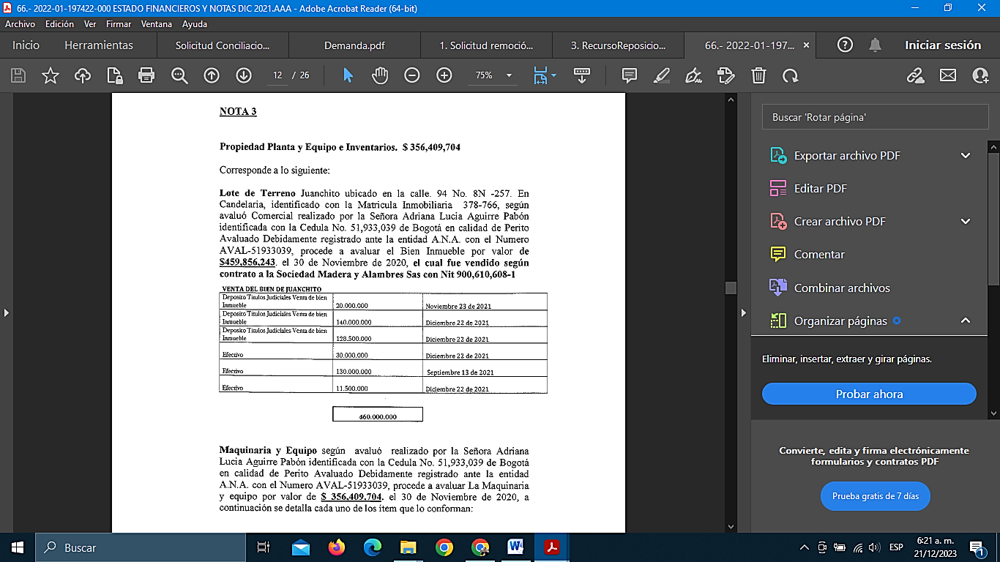 66.- 2022-01-197422-000 ESTADO FINANCIEROS Y NOTAS DIC 2021.AAA - Adobe Acrobat Reader (64-bit)
Archivo Edición Ver Firmar Ventana Ayuda
Inicio Herramientas Solicitud Conciliacio... Demanda.pdf 1. Solicitud remoció... 3. RecursoReposicio... 66.- 2022-01-197... × Iniciar sesión
12 / 26 75%
NOTA 3
Propiedad Planta y Equipo e Inventarios. $ 356,409,704
Corresponde a lo siguiente:
Lote de Terreno Juanchito ubicado en la calle. 94 No. 8N -257. En
Candelaria, identificado con la Matricula Inmobiliaria 378-766, según
avaluó Comercial realizado por la Señora Adriana Lucia Aguirre Pabón
identificada con la Cedula No. 51,933,039 de Bogotá en calidad de Perito
Avaluado Debidamente registrado ante la entidad A.N.A. con el Numero
AVAL-51933039, procede a avaluar el Bien Inmueble por valor de
$459,856,243. el 30 de Noviembre de 2020, el cual fue vendido según
contrato a la Sociedad Madera y Alambres Sas con Nit 900,610,608-1
VENTA DEL BIEN DE JUANCHITO
Deposito Titulos Judiciales Venta de bien
Inmueble 20.000.000 Noviembre 23 de 2021
Deposito Titulos Judiciales Venta de bien
Inmueble 140.000.000 Diciembre 22 de 2021
Deposito Titulos Judiciales Venta de bien
Inmueble 128.500.000 Diciembre 22 de 2021
Efectivo 30.000.000 Diciembre 22 de 2021
Efectivo 130.000.000 Septiembre 13 de 2021
Efectivo 11.500.000 Diciembre 22 de 2021
460.000.000
Maquinaria y Equipo según avaluó realizado por la Señora Adriana
Lucia Aguirre Pabón identificada con la Cedula No. 51,933,039 de Bogotá
en calidad de Perito Avaluado Debidamente registrado ante la entidad
A.N.A. con el Numero AVAL-51933039, procede a avaluar La Maquinaria
y equipo por valor de $ 356,409,704. el 30 de Noviembre de 2020, a
continuación se detalla cada uno de los ítem que lo conforman:
Buscar 'Rotar página'
Exportar archivo PDF
Editar PDF
Crear archivo PDF
Comentar
Combinar archivos
Organizar páginas
Eliminar, insertar, extraer y girar páginas.
Probar ahora
Convierte, edita y firma electrónicamente
formularios y contratos PDF
Prueba gratis de 7 días
Buscar
ESP
6:21 a. m.
21/12/2023
1